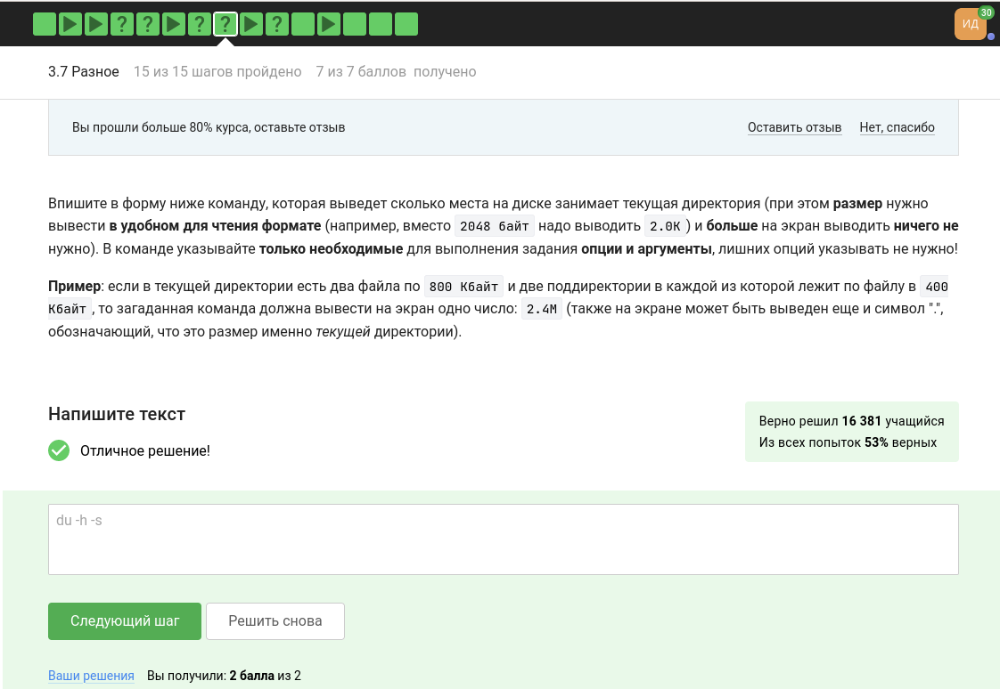 ? ? ? ? ?
ИД
30
3.7 Разное 15 из 15 шагов пройдено 7 из 7 баллов получено
Вы прошли больше 80% курса, оставьте отзыв Оставить отзыв Нет, спасибо
Впишите в форму ниже команду, которая выведет сколько места на диске занимает текущая директория (при этом размер нужно
вывести в удобном для чтения формате (например, вместо 2048 байт надо выводить 2.0K ) и больше на экран выводить ничего не
нужно). В команде указывайте только необходимые для выполнения задания опции и аргументы, лишних опций указывать не нужно!
Пример: если в текущей директории есть два файла по 800 Кбайт и две поддиректории в каждой из которой лежит по файлу в 400
Кбайт , то загаданная команда должна вывести на экран одно число: 2.4M (также на экране может быть выведен еще и символ ".",
обозначающий, что это размер именно текущей директории).
Напишите текст
Верно решил 16 381 учащийся
Из всех попыток 53% верных
Отличное решение!
du -h -s
Следующий шаг Решить снова
Ваши решения Вы получили: 2 балла из 2